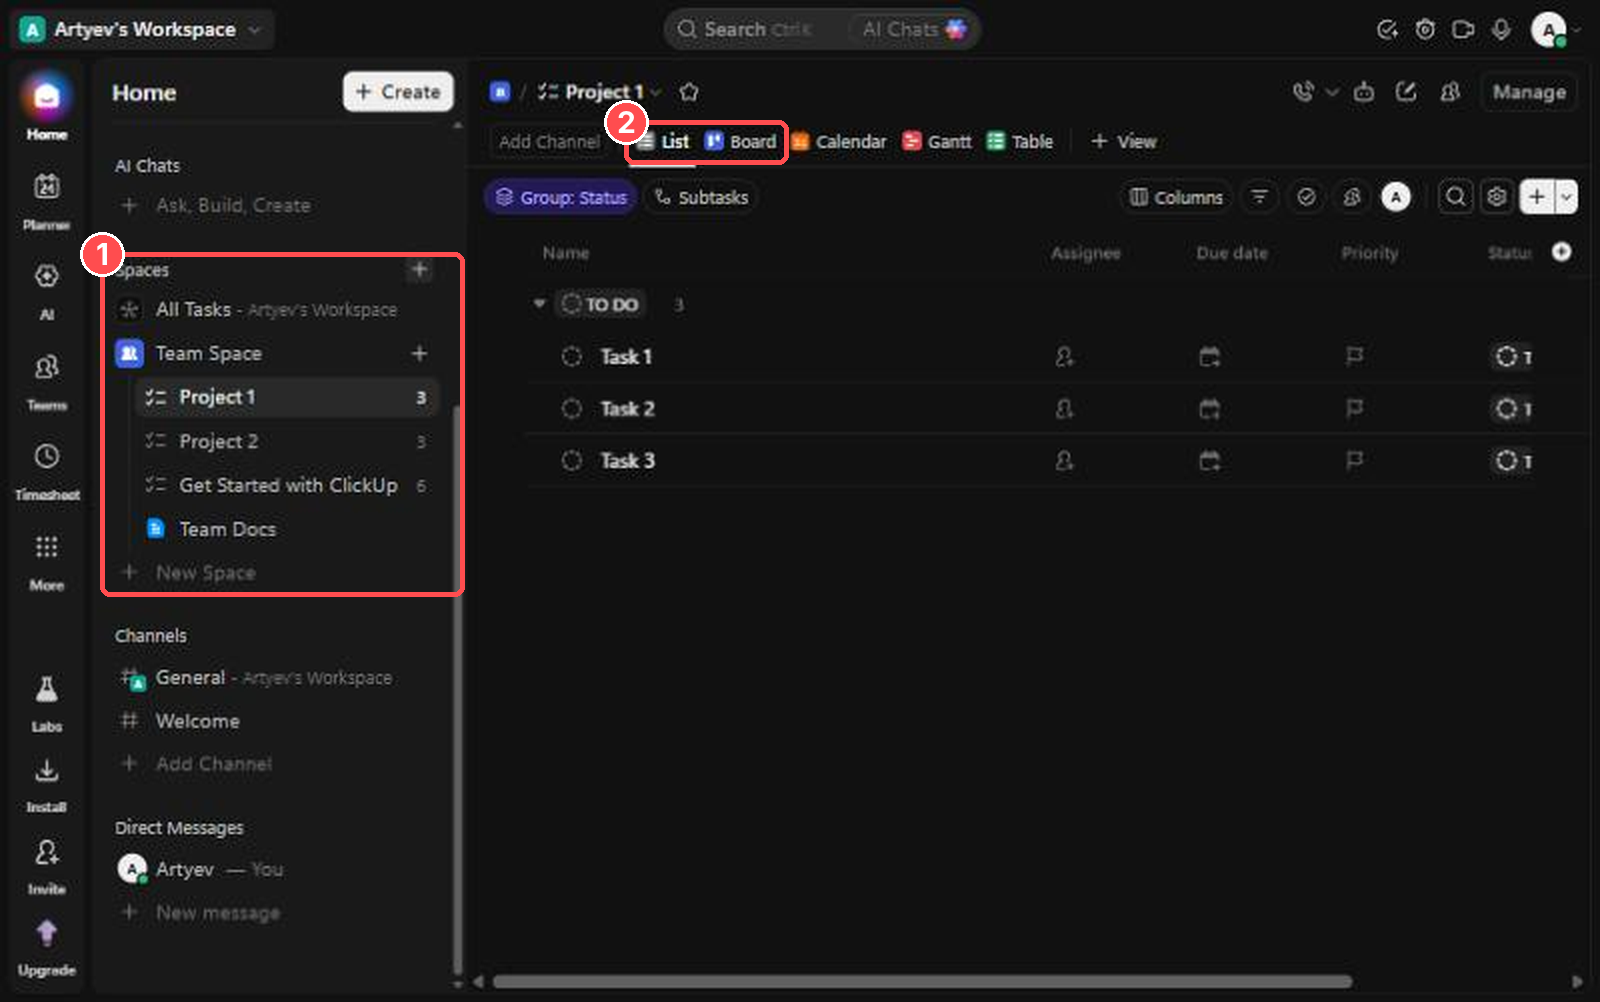 A Artyev's Workspace
Search Ctrl K
AI Chats
A
Home
Planner
24
AI
Teams
Timesheet
More
Labs
Install
Invite
Upgrade
Home
+ Create
AI Chats
+ Ask, Build, Create
1
Spaces +
All Tasks - Artyev's Workspace
Team Space +
Project 1 3
Project 2 3
Get Started with ClickUp 6
Team Docs
+ New Space
Channels
General - Artyev's Workspace
Welcome
+ Add Channel
Direct Messages
A Artyev — You
+ New message
/ Project 1
Manage
2
Add Channel List Board Calendar Gantt Table + View
Group: Status Subtasks Columns A +
Name Assignee Due date Priority Status
TO DO 3
Task 1 T
Task 2 T
Task 3 T